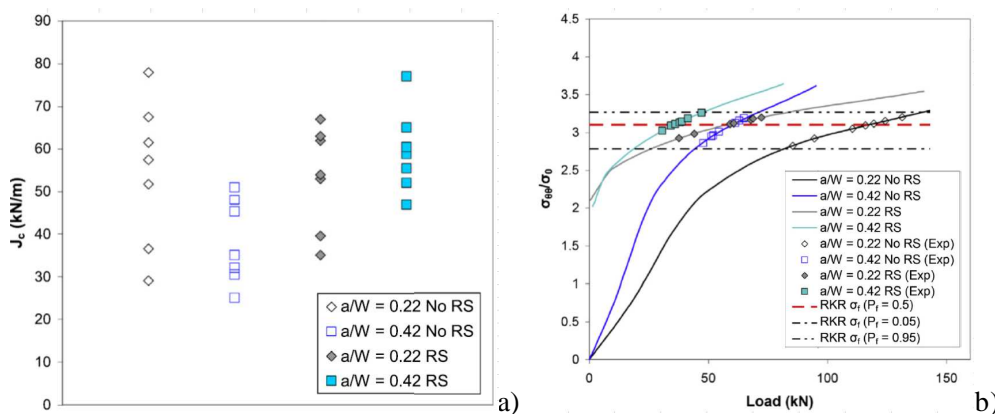 90
80
70
60
50
40
30
20
10
0
J_c (kN/m)
a/W = 0.22 No RS
a/W = 0.42 No RS
a/W = 0.22 RS
a/W = 0.42 RS
a)
4.5
4
3.5
3
2.5
2
1.5
1
0.5
0
σ_θθ/σ_0
0 50 100 150
Load (kN)
a/W = 0.22 No RS
a/W = 0.42 No RS
a/W = 0.22 RS
a/W = 0.42 RS
a/W = 0.22 No RS (Exp)
a/W = 0.42 No RS (Exp)
a/W = 0.22 RS (Exp)
a/W = 0.42 RS (Exp)
RKR σ_f (P_f = 0.5)
RKR σ_f (P_f = 0.05)
RKR σ_f (P_f = 0.95)
b)